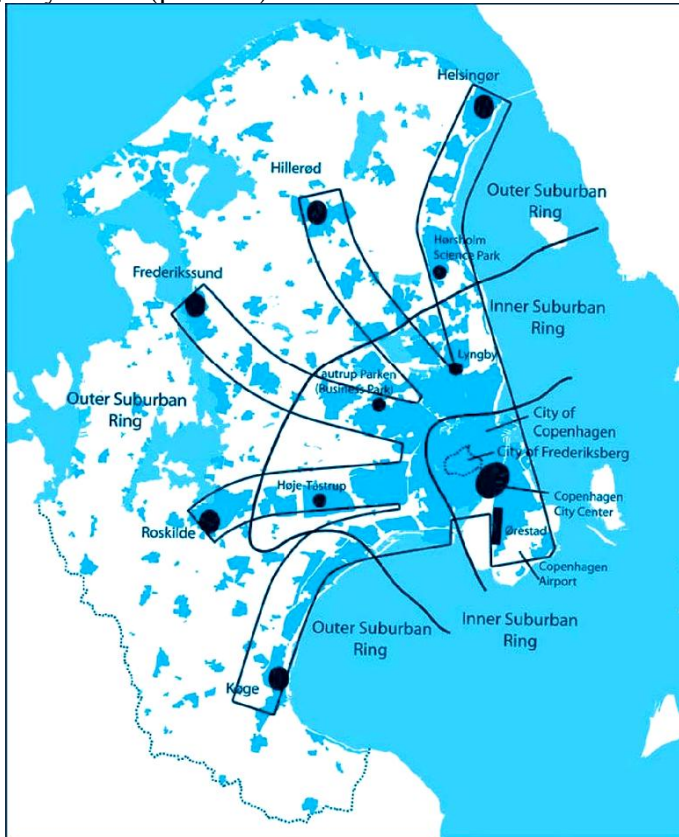 Helsingør
Hillerød
Outer Suburban
Ring
Hørsholm
Science Park
Frederikssund
Inner Suburban
Ring
Lyngby
Lautrup Parken
(Business Park)
Outer Suburban
Ring
City of
Copenhagen
City of Frederiksberg
Høje-Tåstrup
Copenhagen
City Center
Roskilde
Ørestad
Copenhagen
Airport
Outer Suburban
Ring
Inner Suburban
Ring
Køge